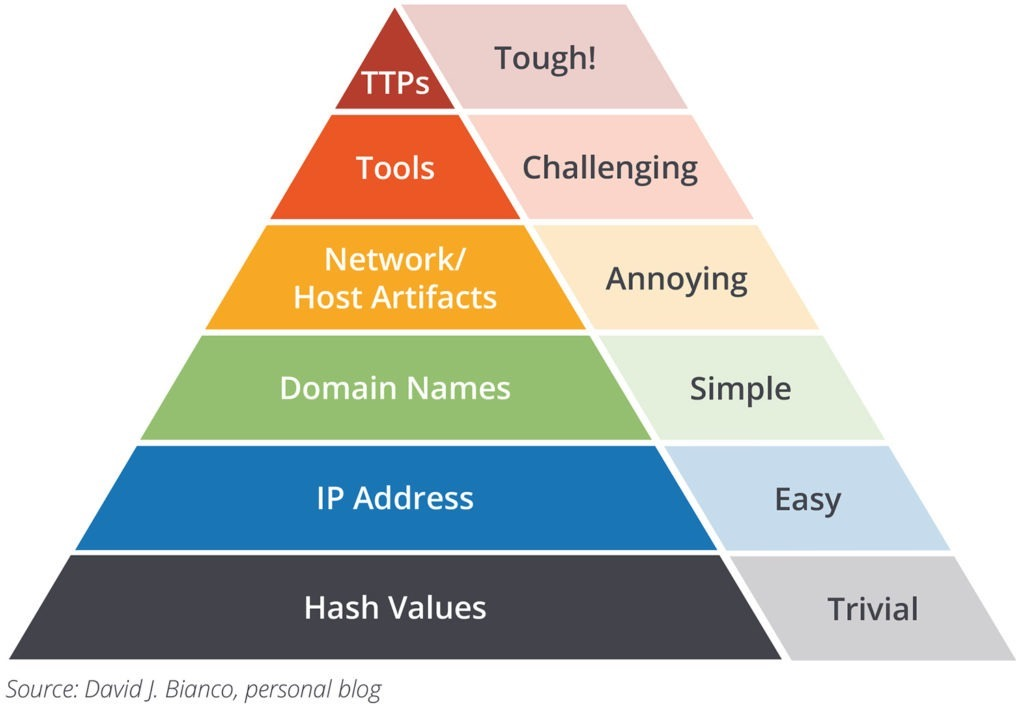 TTPs
Tough!
Tools
Challenging
Network/
Host Artifacts
Annoying
Domain Names
Simple
IP Address
Easy
Hash Values
Trivial
Source: David J. Bianco, personal blog